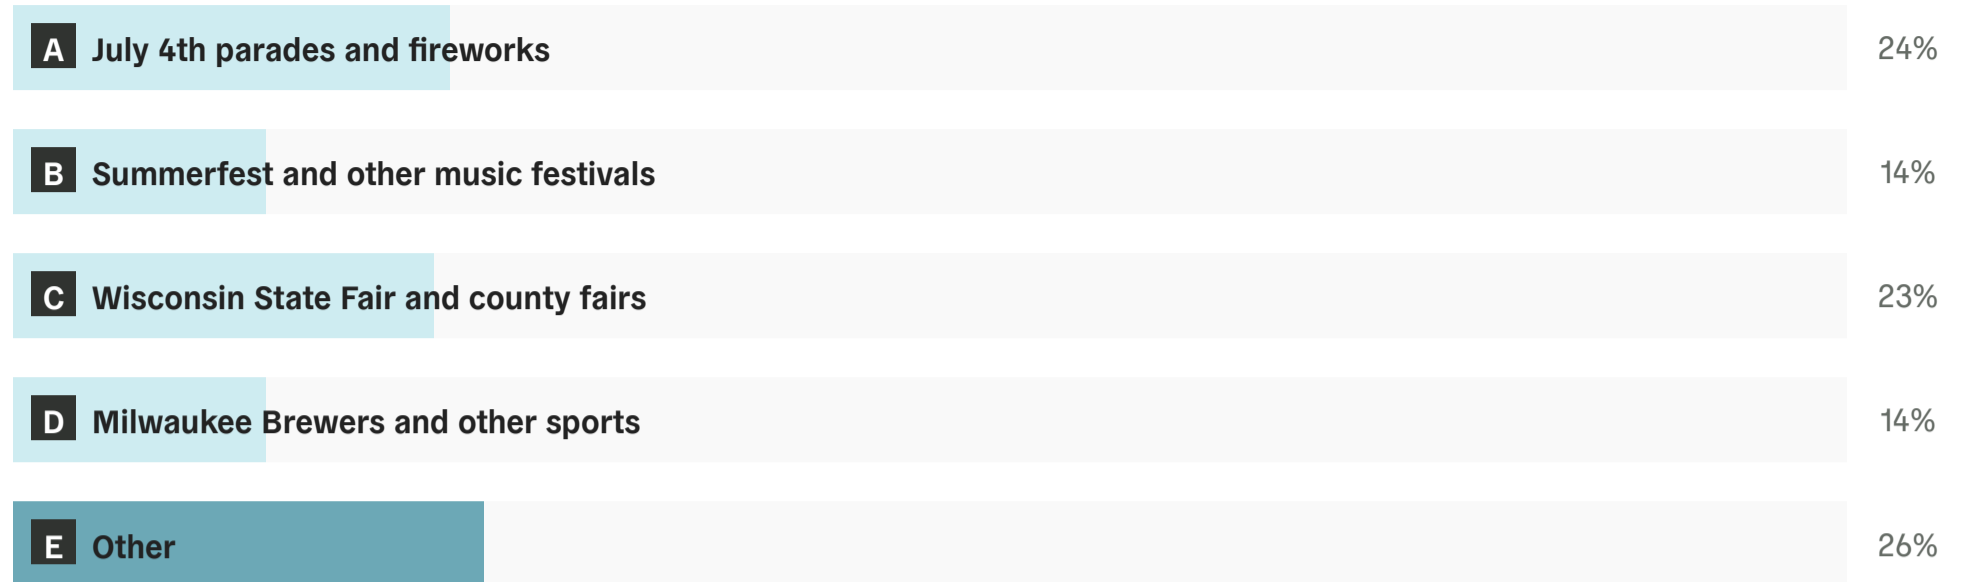 A July 4th parades and fireworks 24%
B Summerfest and other music festivals 14%
C Wisconsin State Fair and county fairs 23%
D Milwaukee Brewers and other sports 14%
E Other 26%